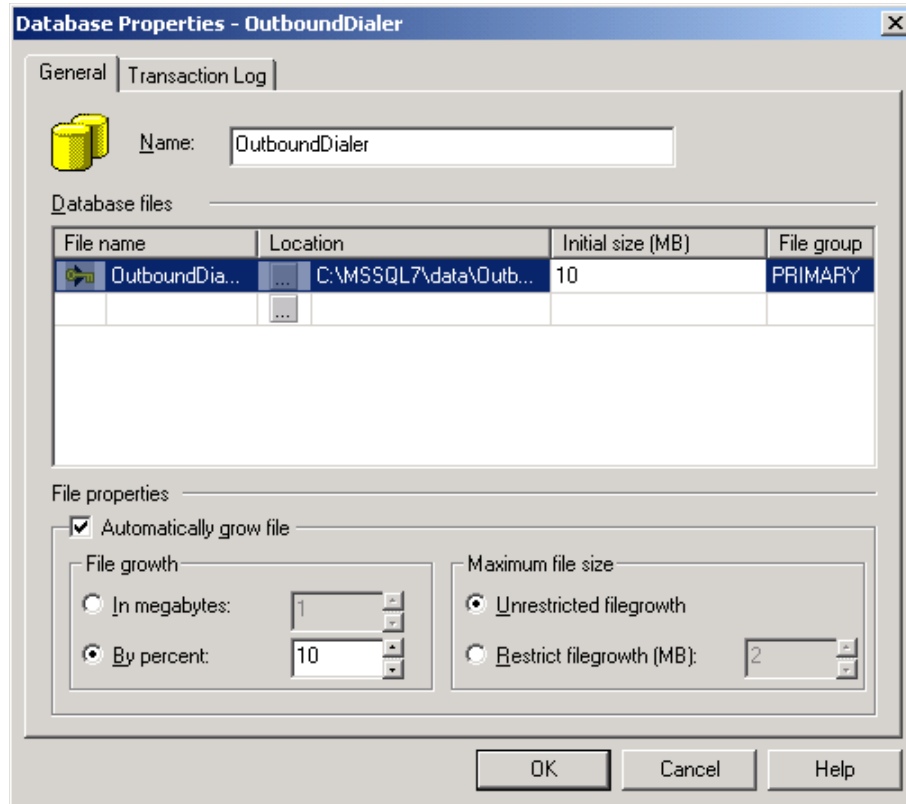 Database Properties - OutboundDialer
General Transaction Log
Name: OutboundDialer
Database files
File name Location Initial size (MB) File group
OutboundDia... ... C:\MSSQL7\data\Outb... 10 PRIMARY
...
File properties
Automatically grow file
File growth Maximum file size
In megabytes: 1 Unrestricted filegrowth
By percent: 10 Restrict filegrowth (MB): 2
OK Cancel Help